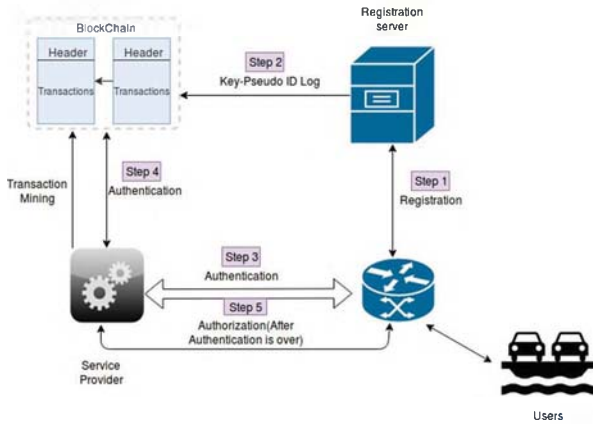 BlockChain
Registration
server
Header
Header
Transactions
Transactions
Step 2
Key-Pseudo ID Log
Step 4
Authentication
Transaction
Mining
Step 1
Registration
Step 3
Authentication
Step 5
Authorization(After
Authentication is over)
Service
Provider
Users